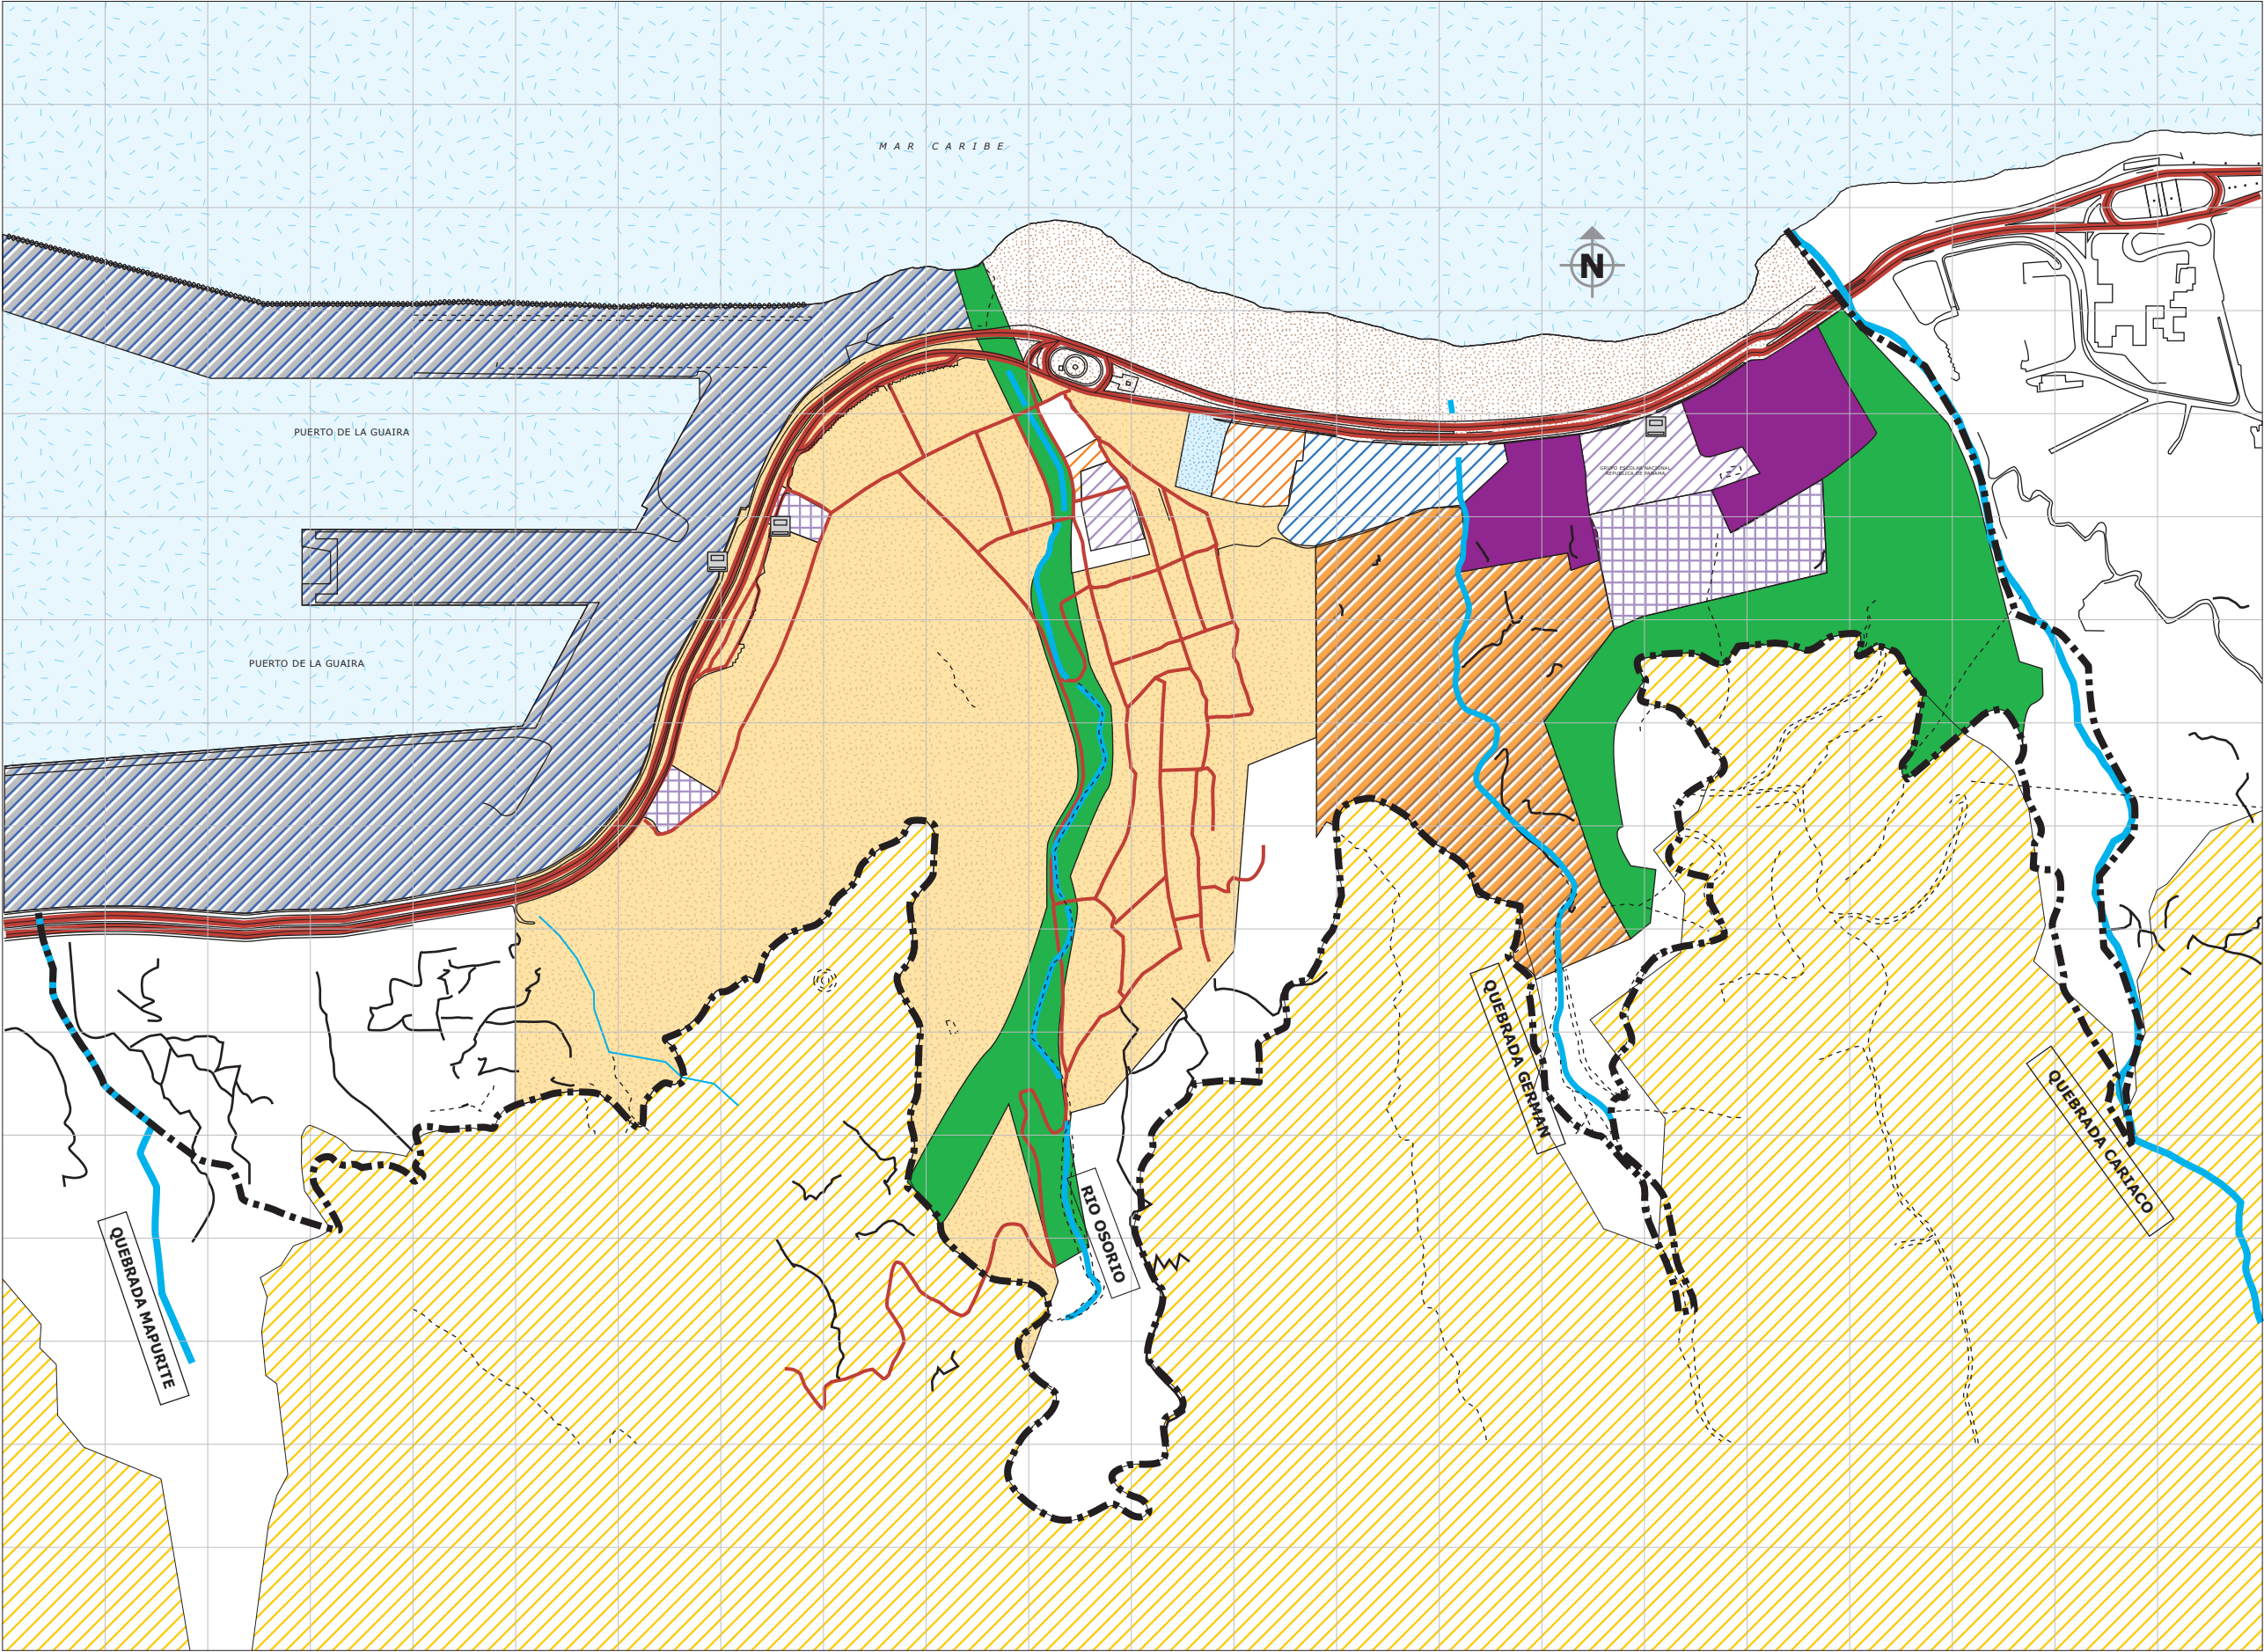 MAR CARIBE
N
PUERTO DE LA GUAIRA
GRUPO ESCOLAR NACIONAL
REPUBLICA DE PANAMA
PUERTO DE LA GUAIRA
QUEBRADA GERMAN
QUEBRADA CARIACO
RIO OSORIO
QUEBRADA MAPURITE